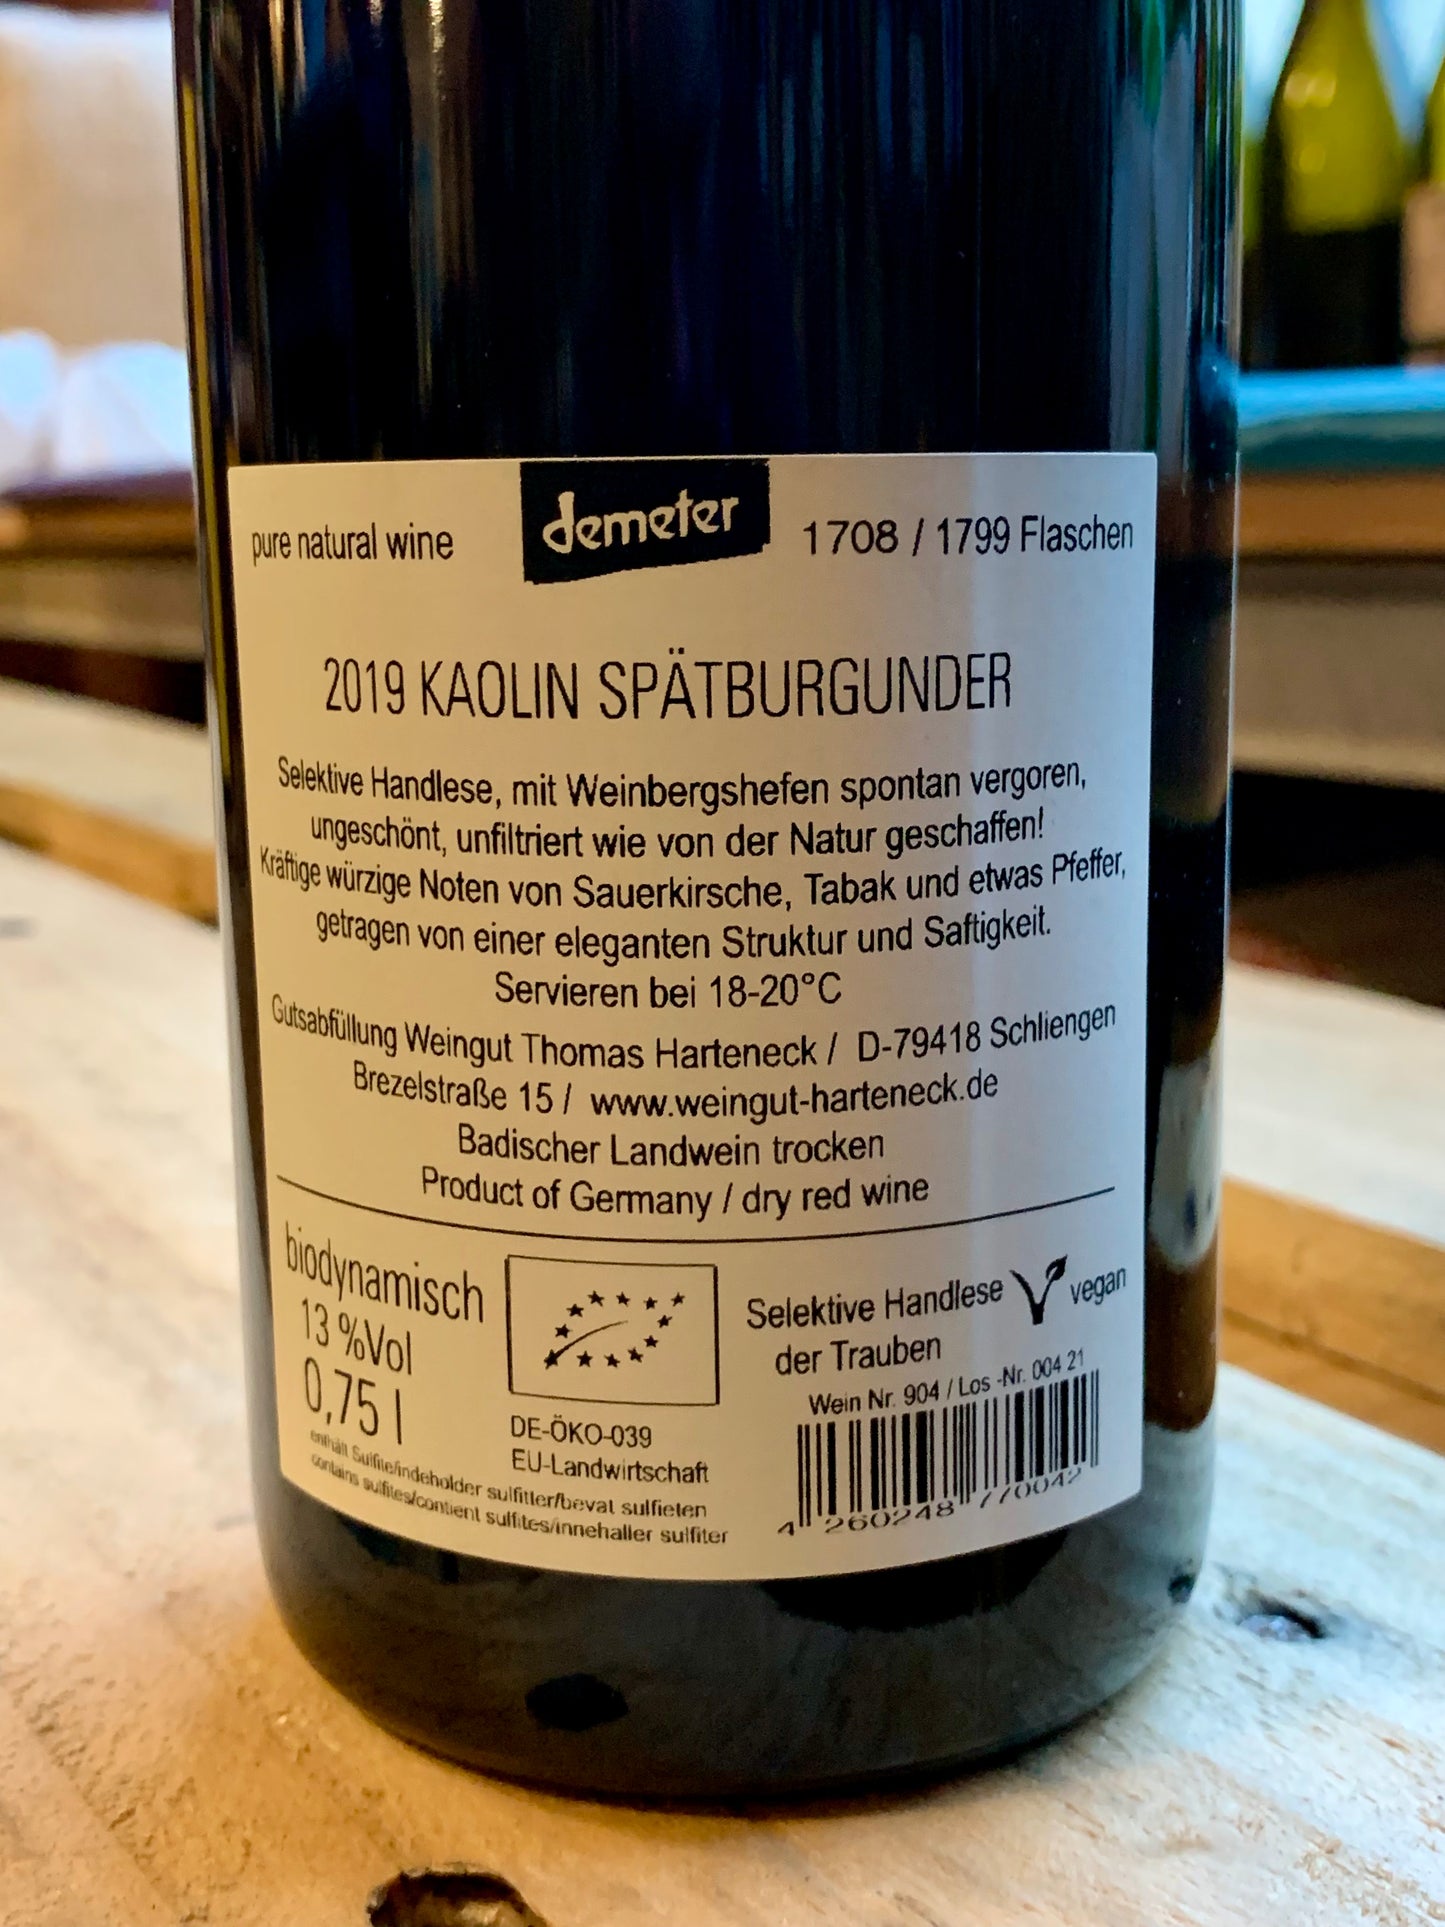 pure natural wine
demeter
1708 / 1799 Flaschen
2019 KAOLIN SPÄTBURGUNDER
Selektive Handlese, mit Weinbergshefen spontan vergoren,
ungeschönt, unfiltriert wie von der Natur geschaffen!
Kräftige würzige Noten von Sauerkirsche, Tabak und etwas Pfeffer,
getragen von einer eleganten Struktur und Saftigkeit.
Servieren bei 18-20°C
Gutsabfüllung Weingut Thomas Harteneck / D-79418 Schliengen
Brezelstraße 15 / www.weingut-harteneck.de
Badischer Landwein trocken
Product of Germany / dry red wine
biodynamisch
13 %Vol
0,75 l
enthält Sulfite/indeholder sulfitter/bevat sulfieten
contains sulfites/contient sulfites/innehaller sulfiter
DE-ÖKO-039
EU-Landwirtschaft
Selektive Handlese
der Trauben
vegan
Wein Nr. 904 / Los -Nr. 004 21
4 260248 770042